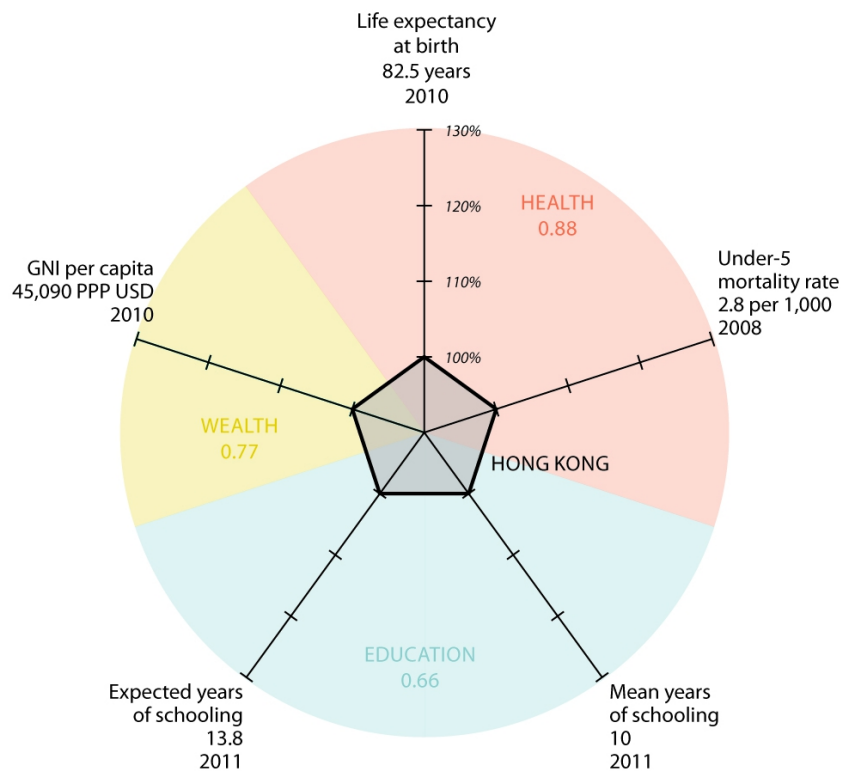 Life expectancy
at birth
82.5 years
2010
130%
120%
110%
100%
HEALTH
0.88
Under-5
mortality rate
2.8 per 1,000
2008
GNI per capita
45,090 PPP USD
2010
WEALTH
0.77
HONG KONG
EDUCATION
0.66
Expected years
of schooling
13.8
2011
Mean years
of schooling
10
2011